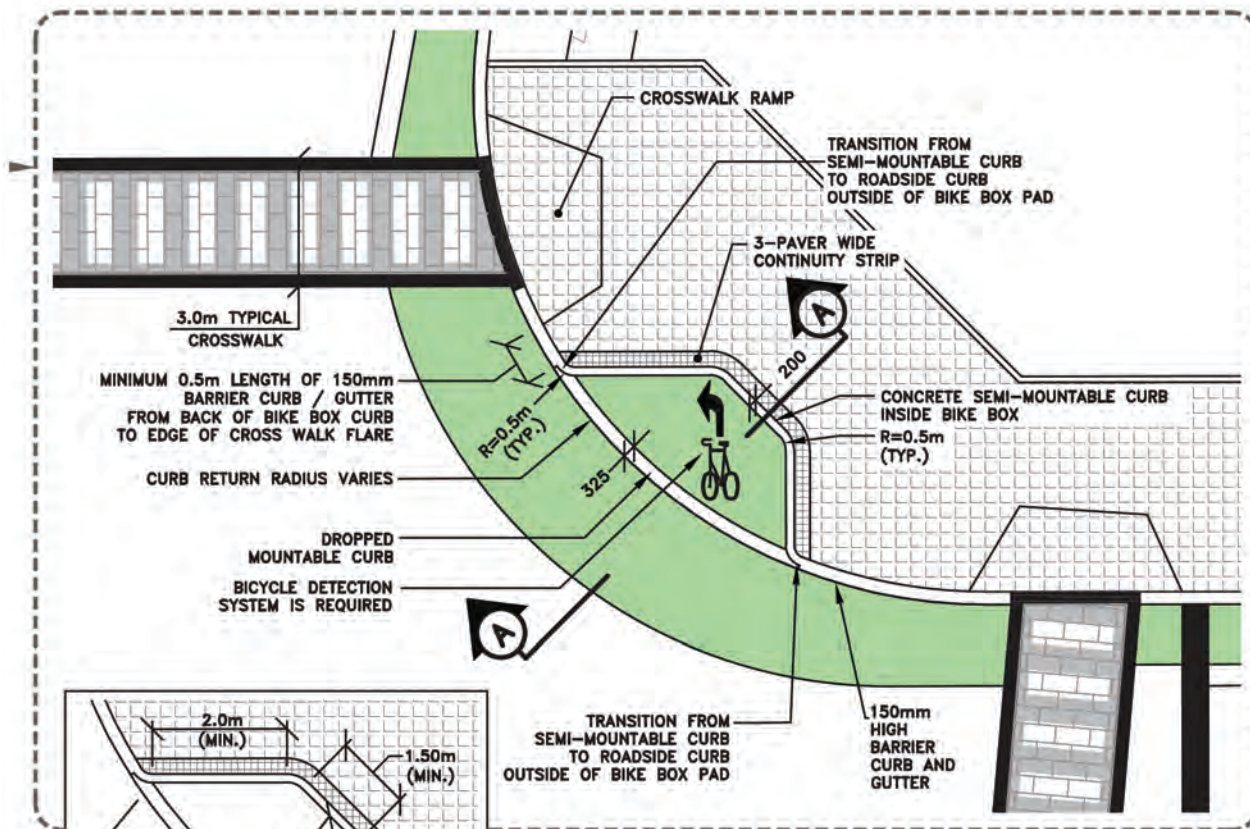 CROSSWALK RAMP
TRANSITION FROM
SEMI-MOUNTABLE CURB
TO ROADSIDE CURB
OUTSIDE OF BIKE BOX PAD
3-PAVER WIDE
CONTINUITY STRIP
A
200
3.0m TYPICAL
CROSSWALK
MINIMUM 0.5m LENGTH OF 150mm
BARRIER CURB / GUTTER
FROM BACK OF BIKE BOX CURB
TO EDGE OF CROSS WALK FLARE
CONCRETE SEMI-MOUNTABLE CURB
INSIDE BIKE BOX
R=0.5m
(TYP.)
R=0.5m
(TYP.)
CURB RETURN RADIUS VARIES
325
DROPPED
MOUNTABLE CURB
BICYCLE DETECTION
SYSTEM IS REQUIRED
A
TRANSITION FROM
SEMI-MOUNTABLE CURB
TO ROADSIDE CURB
OUTSIDE OF BIKE BOX PAD
150mm
HIGH
BARRIER
CURB AND
GUTTER
2.0m
(MIN.)
1.50m
(MIN.)